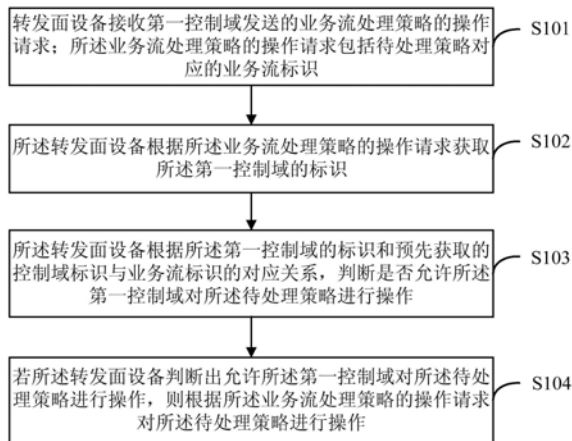 转发面设备接收第一控制域发送的业务流处理策略的操作
请求；所述业务流处理策略的操作请求包括待处理策略对
应的业务流标识
S101
所述转发面设备根据所述业务流处理策略的操作请求获取
所述第一控制域的标识
S102
所述转发面设备根据所述第一控制域的标识和预先获取的
控制域标识与业务流标识的对应关系，判断是否允许所述
第一控制域对所述待处理策略进行操作
S103
若所述转发面设备判断出允许所述第一控制域对所述待处
理策略进行操作，则根据所述业务流处理策略的操作请求
对所述待处理策略进行操作
S104